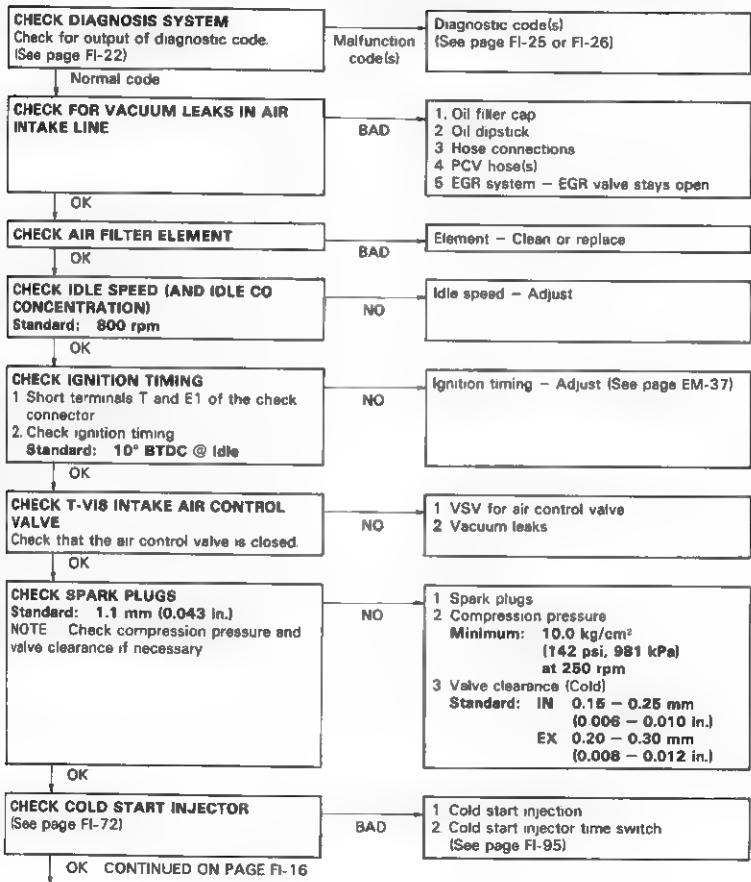 CHECK DIAGNOSIS SYSTEM
Check for output of diagnostic code.
(See page FI-22)
Malfunction
code(s)
Diagnostic code(s)
(See page FI-25 or FI-26)
Normal code
CHECK FOR VACUUM LEAKS IN AIR
INTAKE LINE
BAD
1. Oil filler cap
2 Oil dipstick
3 Hose connections
4 PCV hose(s)
5 EGR system – EGR valve stays open
OK
CHECK AIR FILTER ELEMENT
BAD
Element – Clean or replace
OK
CHECK IDLE SPEED (AND IDLE CO
CONCENTRATION)
Standard: 800 rpm
NO
Idle speed – Adjust
OK
CHECK IGNITION TIMING
1 Short terminals T and E1 of the check
connector
2. Check ignition timing
Standard: 10° BTDC @ Idle
NO
Ignition timing – Adjust (See page EM-37)
OK
CHECK T-VIS INTAKE AIR CONTROL
VALVE
Check that the air control valve is closed.
NO
1 VSV for air control valve
2 Vacuum leaks
OK
CHECK SPARK PLUGS
Standard: 1.1 mm (0.043 in.)
NOTE Check compression pressure and
valve clearance if necessary
NO
1 Spark plugs
2 Compression pressure
Minimum: 10.0 kg/cm²
(142 psi, 981 kPa)
at 250 rpm
3 Valve clearance (Cold)
Standard: IN 0.15 – 0.25 mm
(0.006 – 0.010 in.)
EX 0.20 – 0.30 mm
(0.008 – 0.012 in.)
OK
CHECK COLD START INJECTOR
(See page FI-72)
BAD
1 Cold start injection
2 Cold start injector time switch
(See page FI-95)
OK CONTINUED ON PAGE FI-16